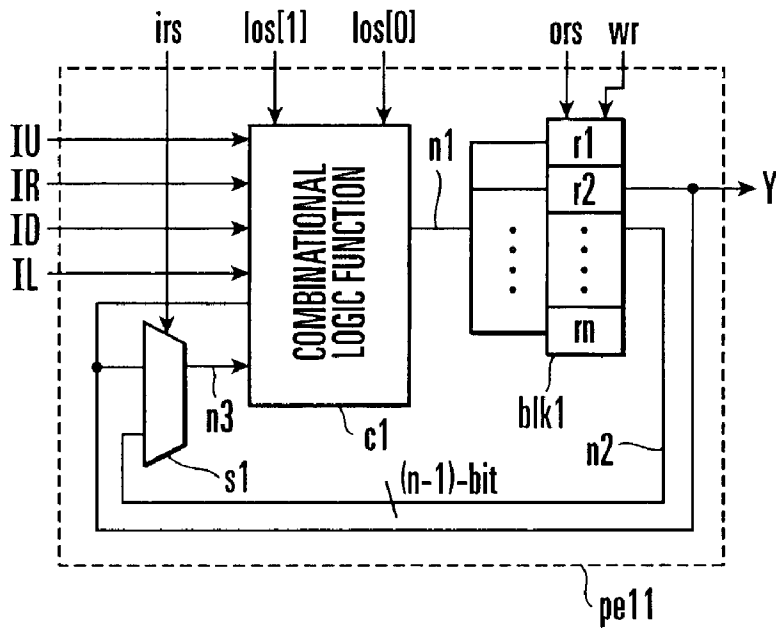 irs los[1] los[0] ors wr
IU
IR
ID
IL
COMBINATIONAL
LOGIC FUNCTION
n1
r1
r2
rn
Y
n3
c1
blk1
n2
s1
(n-1)-bit
pe11